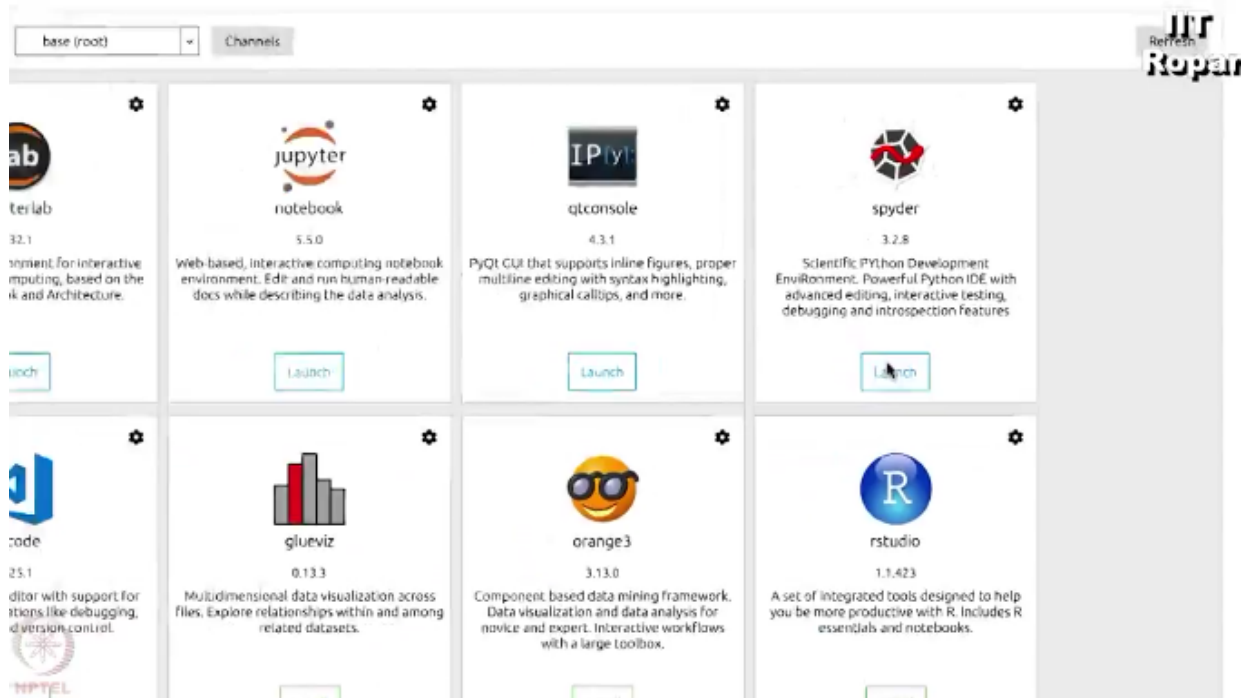 base (root)
Channels
Refresh
IIT
Ropar
ab
terlab
32.1
nment for interactive
mputing, based on the
k and Architecture.
jupyter
notebook
5.5.0
Web-based, interactive computing notebook
environment. Edit and run human-readable
docs while describing the data analysis.
Launch
IP[y]:
qtconsole
4.3.1
PyQt GUI that supports inline figures, proper
multiline editing with syntax highlighting,
graphical calltips, and more.
Launch
spyder
3.2.8
Scientific PYthon Development
EnviRonment. Powerful Python IDE with
advanced editing, interactive testing,
debugging and introspection features
Launch
code
25.1
ditor with support for
ations like debugging,
d version control.
glueviz
0.13.3
Multidimensional data visualization across
files. Explore relationships within and among
related datasets.
orange3
3.13.0
Component based data mining framework.
Data visualization and data analysis for
novice and expert. Interactive workflows
with a large toolbox.
R
rstudio
1.1.423
A set of integrated tools designed to help
you be more productive with R. Includes R
essentials and notebooks.
NPTEL